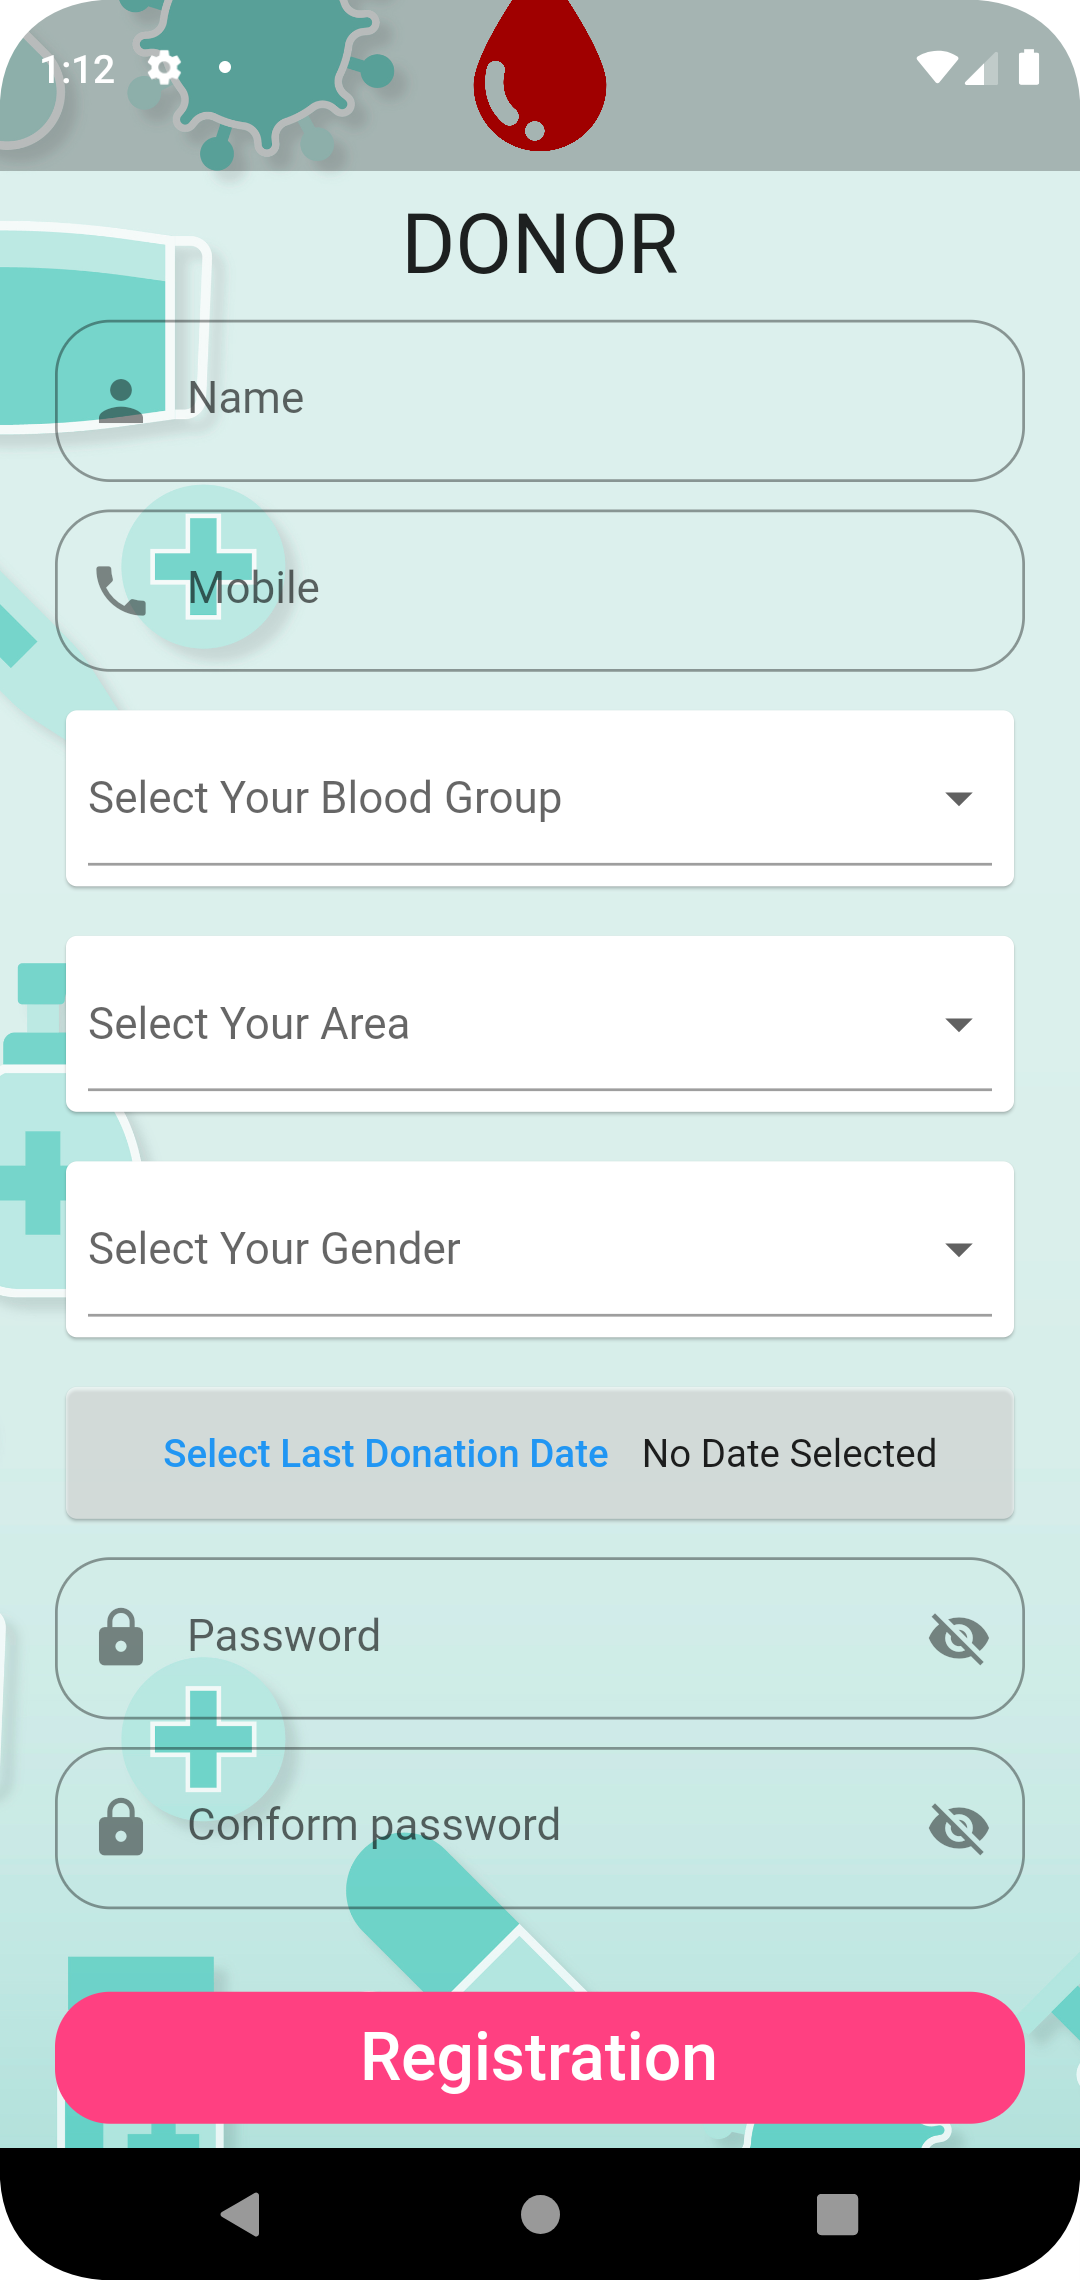 1:12
DONOR
Name
Mobile
Select Your Blood Group
Select Your Area
Select Your Gender
Select Last Donation Date No Date Selected
Password
Conform password
Registration